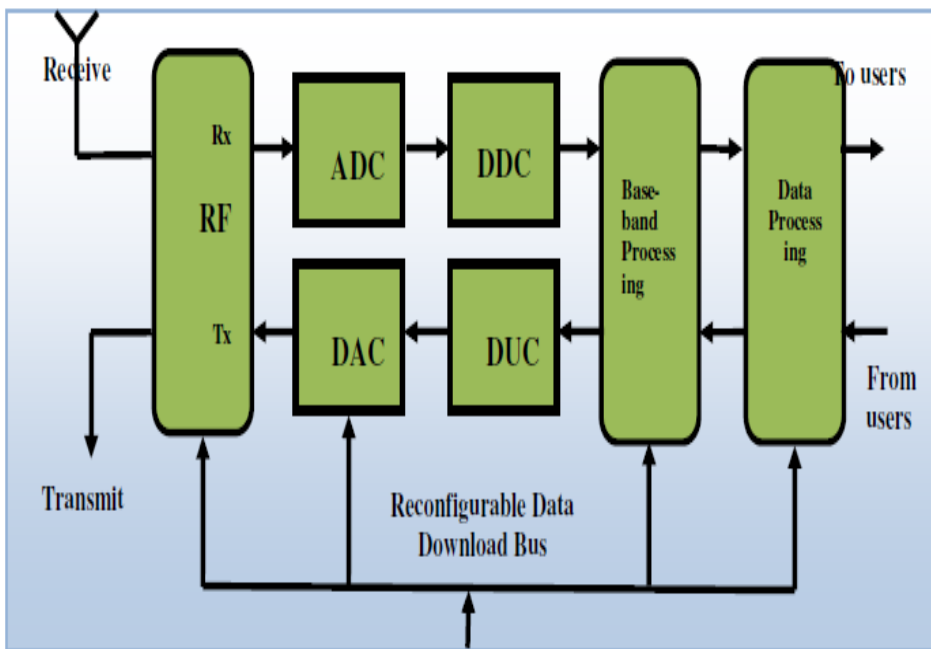 Receive
To users
Rx
RF
Tx
ADC
DDC
Base-
band
Process
ing
Data
Process
ing
DAC
DUC
From
users
Transmit
Reconfigurable Data
Download Bus